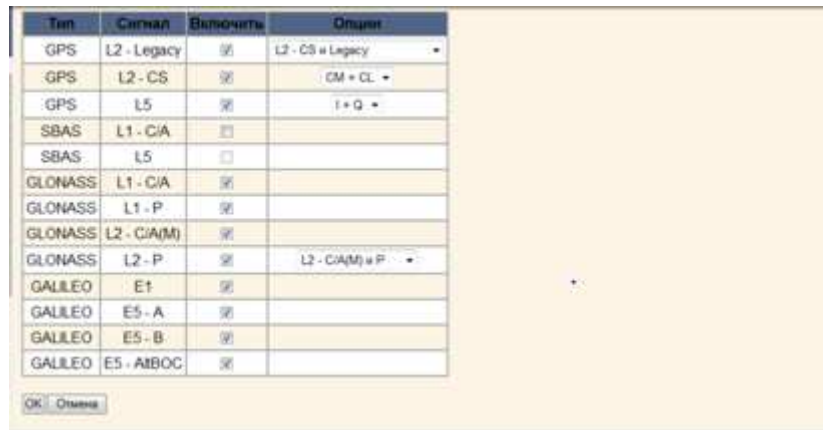 Тип Сигнал Включить Опции
GPS L2 - Legacy L2 - CS и Legacy
GPS L2 - CS CM + CL
GPS L5 I + Q
SBAS L1 - C/A
SBAS L5
GLONASS L1 - C/A
GLONASS L1 - P
GLONASS L2 - C/A(M)
GLONASS L2 - P L2 - C/A(M) и P
GALILEO E1
GALILEO E5 - A
GALILEO E5 - B
GALILEO E5 - AltBOC
OK Отмена